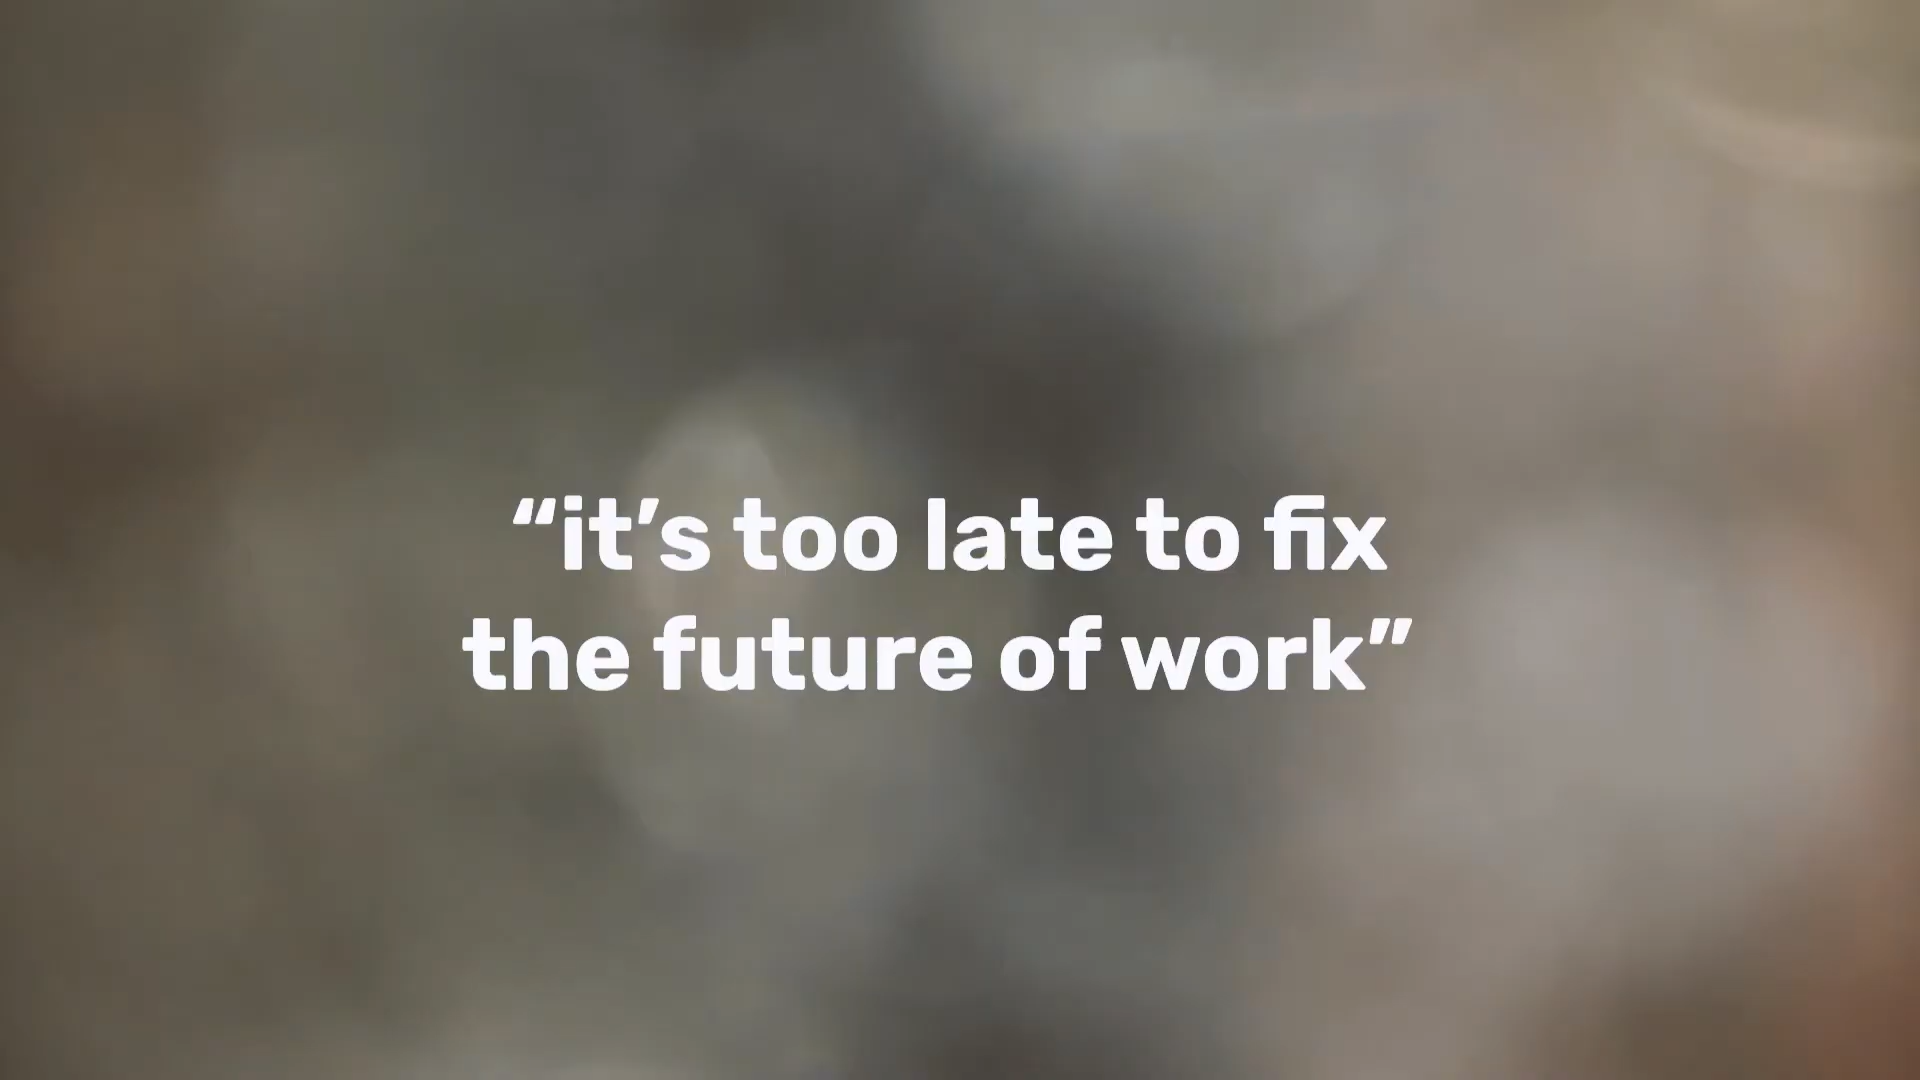 “it’s too late to fix
the future of work”